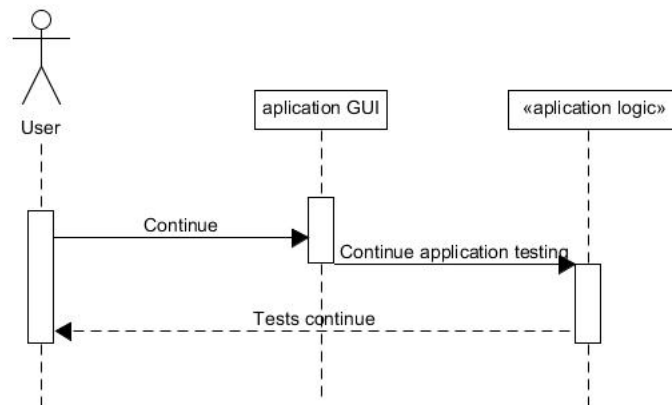 User
aplication GUI
«aplication logic»
Continue
Continue application testing
Tests continue